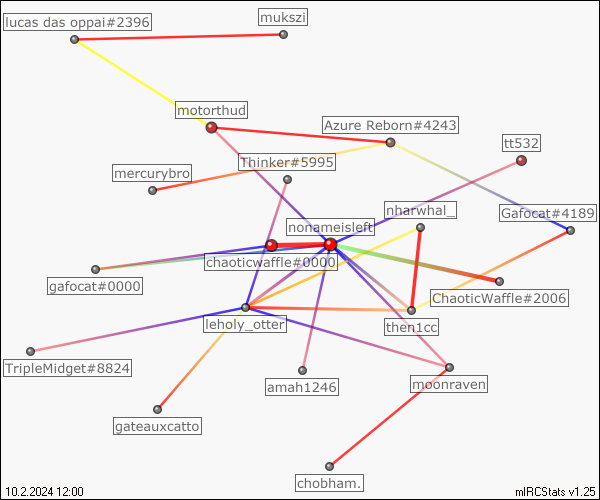 lucas das oppai#2396
mukszi
motorthud
Azure Reborn#4243
tt532
Thinker#5995
mercurybro
nharwhal_
Gafocat#4189
nonameisleft
chaoticwaffle#0000
gafocat#0000
ChaoticWaffle#2006
leholy_otter
then1cc
TripleMidget#8824
amah1246
moonraven
gateauxcatto
chobham.
10.2.2024 12:00
mIRCStats v1.25